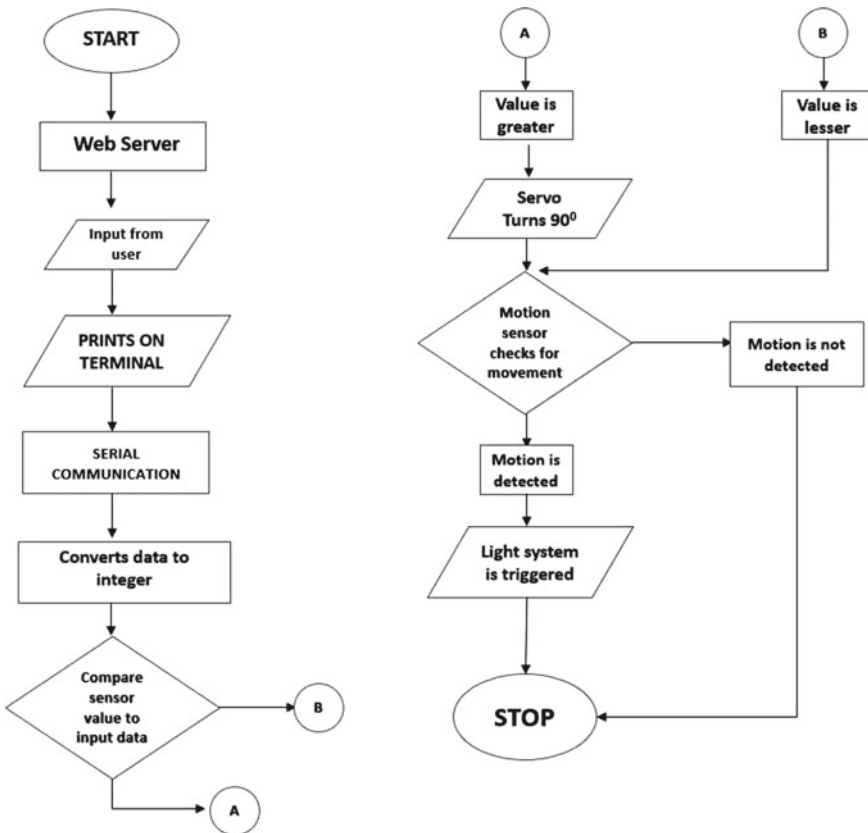 START
Web Server
Input from
user
PRINTS ON
TERMINAL
SERIAL
COMMUNICATION
Converts data to
integer
Compare
sensor
value to
input data
B
A
A
Value is
greater
Servo
Turns 90⁰
Motion
sensor
checks for
movement
Motion is
detected
Light system
is triggered
STOP
B
Value is
lesser
Motion is not
detected